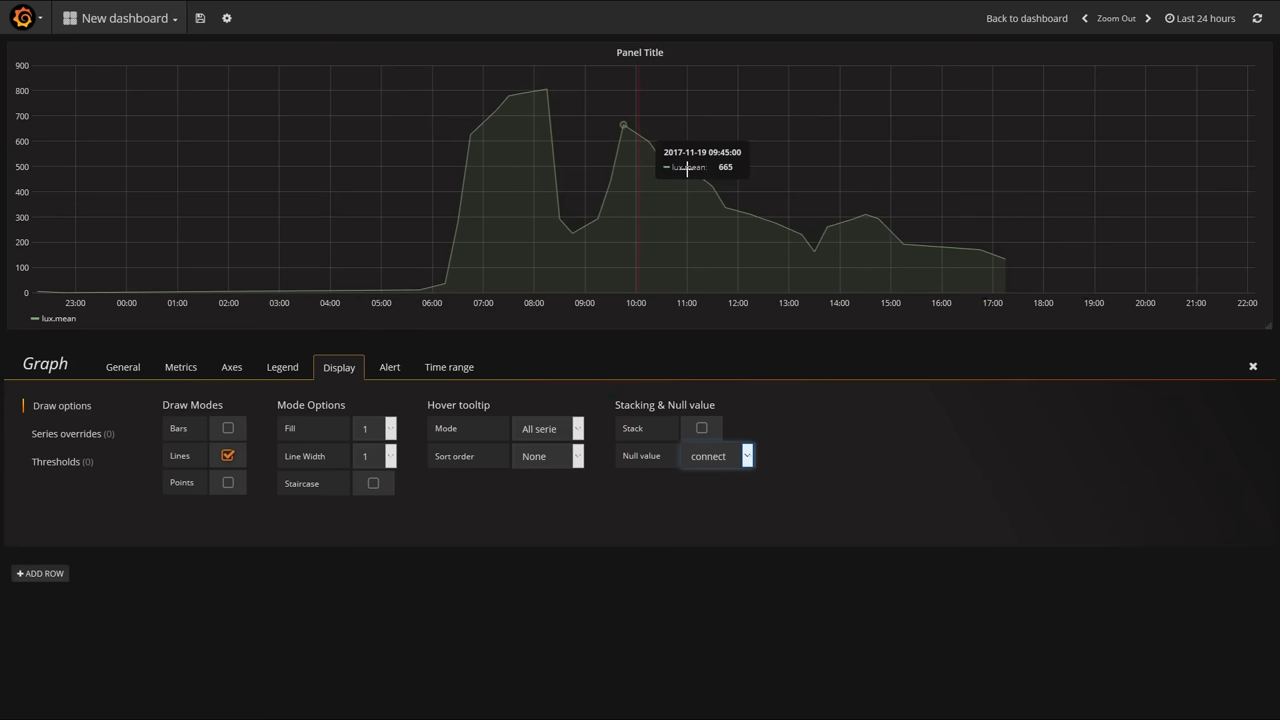 New dashboard
Back to dashboard
Zoom Out
Last 24 hours
Panel Title
900
800
700
600
500
400
300
200
100
0
23:00 00:00 01:00 02:00 03:00 04:00 05:00 06:00 07:00 08:00 09:00 10:00 11:00 12:00 13:00 14:00 15:00 16:00 17:00 18:00 19:00 20:00 21:00 22:00
2017-11-19 09:45:00
lux.mean: 665
lux.mean
Graph
General Metrics Axes Legend Display Alert Time range
Draw options
Series overrides (0)
Thresholds (0)
Draw Modes
Bars
Lines
Points
Mode Options
Fill 1
Line Width 1
Staircase
Hover tooltip
Mode All serie
Sort order None
Stacking & Null value
Stack
Null value connect
ADD ROW